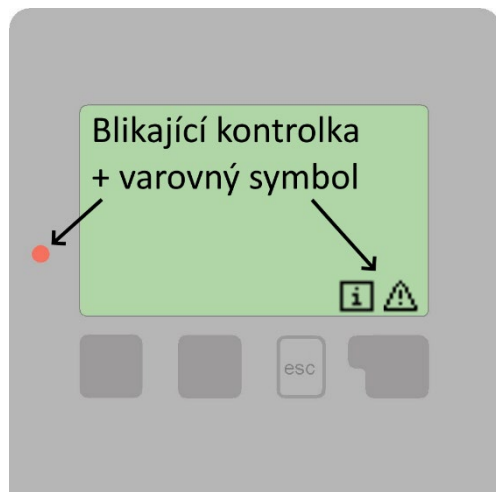 Blikající kontrolka
+ varovný symbol
i
esc